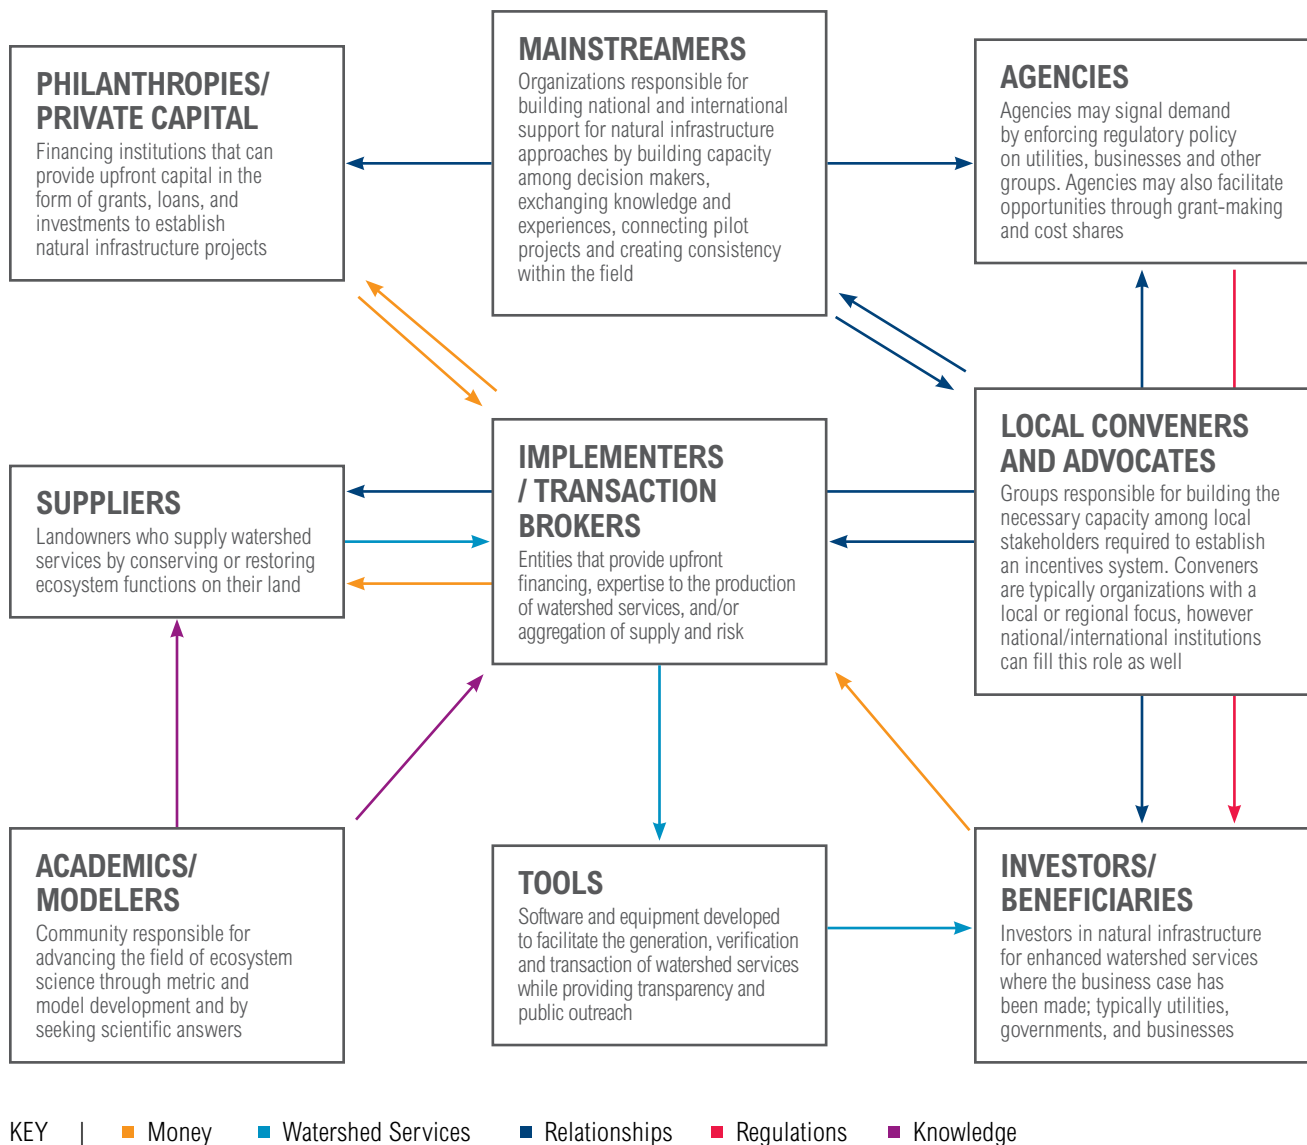 PHILANTHROPIES/
PRIVATE CAPITAL
Financing institutions that can
provide upfront capital in the
form of grants, loans, and
investments to establish
natural infrastructure projects
MAINSTREAMERS
Organizations responsible for
building national and international
support for natural infrastructure
approaches by building capacity
among decision makers,
exchanging knowledge and
experiences, connecting pilot
projects and creating consistency
within the field
AGENCIES
Agencies may signal demand
by enforcing regulatory policy
on utilities, businesses and other
groups. Agencies may also facilitate
opportunities through grant-making
and cost shares
SUPPLIERS
Landowners who supply watershed
services by conserving or restoring
ecosystem functions on their land
IMPLEMENTERS
/ TRANSACTION
BROKERS
Entities that provide upfront
financing, expertise to the production
of watershed services, and/or
aggregation of supply and risk
LOCAL CONVENERS
AND ADVOCATES
Groups responsible for building the
necessary capacity among local
stakeholders required to establish
an incentives system. Conveners
are typically organizations with a
local or regional focus, however
national/international institutions
can fill this role as well
ACADEMICS/
MODELERS
Community responsible for
advancing the field of ecosystem
science through metric and
model development and by
seeking scientific answers
TOOLS
Software and equipment developed
to facilitate the generation, verification
and transaction of watershed services
while providing transparency and
public outreach
INVESTORS/
BENEFICIARIES
Investors in natural infrastructure
for enhanced watershed services
where the business case has
been made; typically utilities,
governments, and businesses
KEY | Money Watershed Services Relationships Regulations Knowledge